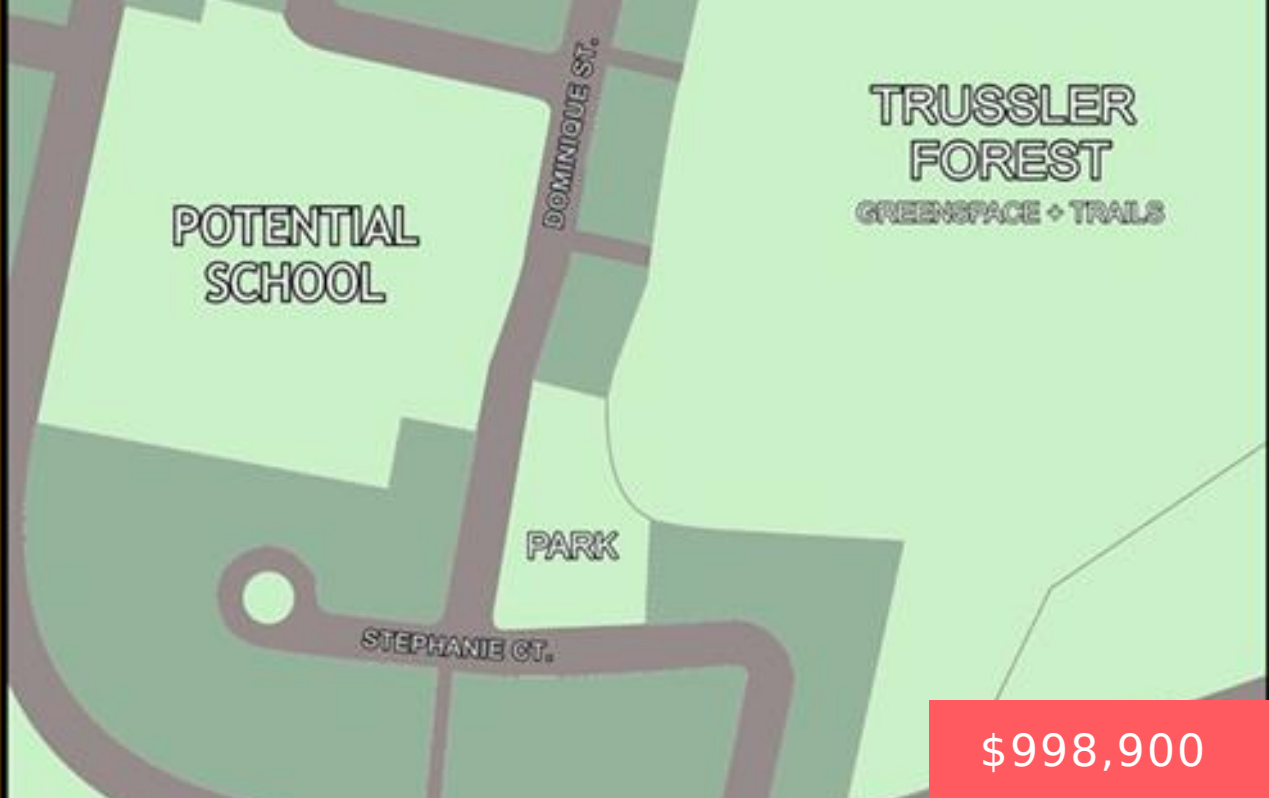 DOMINIQUE ST.
TRUSSLER
FOREST
GREENSPACE + TRAILS
POTENTIAL
SCHOOL
PARK
STEPHANIE CT.
$998,900